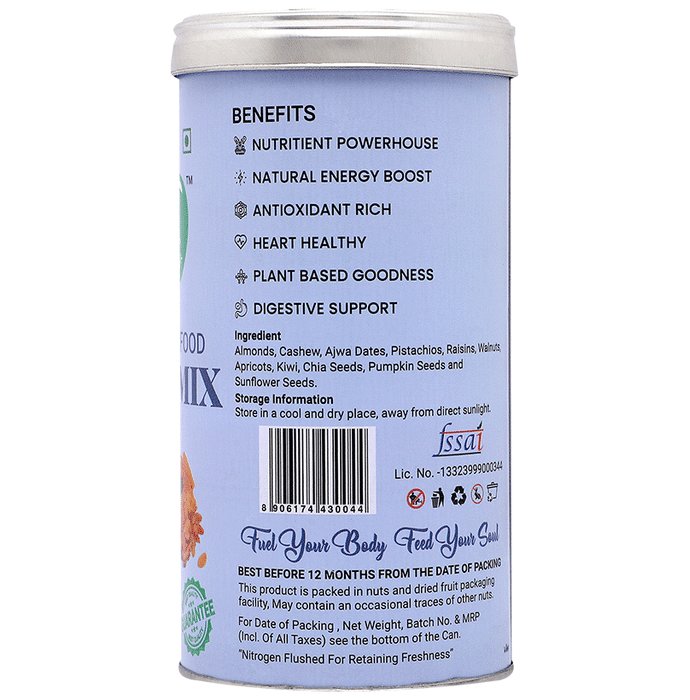 BENEFITS
NUTRITIENT POWERHOUSE
NATURAL ENERGY BOOST
™
ANTIOXIDANT RICH
HEART HEALTHY
PLANT BASED GOODNESS
DIGESTIVE SUPPORT
FOOD
MIX
Ingredient
Almonds, Cashew, Ajwa Dates, Pistachios, Raisins, Walnuts,
Apricots, Kiwi, Chia Seeds, Pumpkin Seeds and
Sunflower Seeds.
Storage Information
Store in a cool and dry place, away from direct sunlight.
fssai
Lic. No. -13323999000344
8 906174 430044
Fuel Your Body Feed Your Soul
BEST BEFORE 12 MONTHS FROM THE DATE OF PACKING
This product is packed in nuts and dried fruit packaging
facility, May contain an occasional traces of other nuts.
For Date of Packing , Net Weight, Batch No. & MRP
(Incl. Of All Taxes) see the bottom of the Can.
"Nitrogen Flushed For Retaining Freshness"